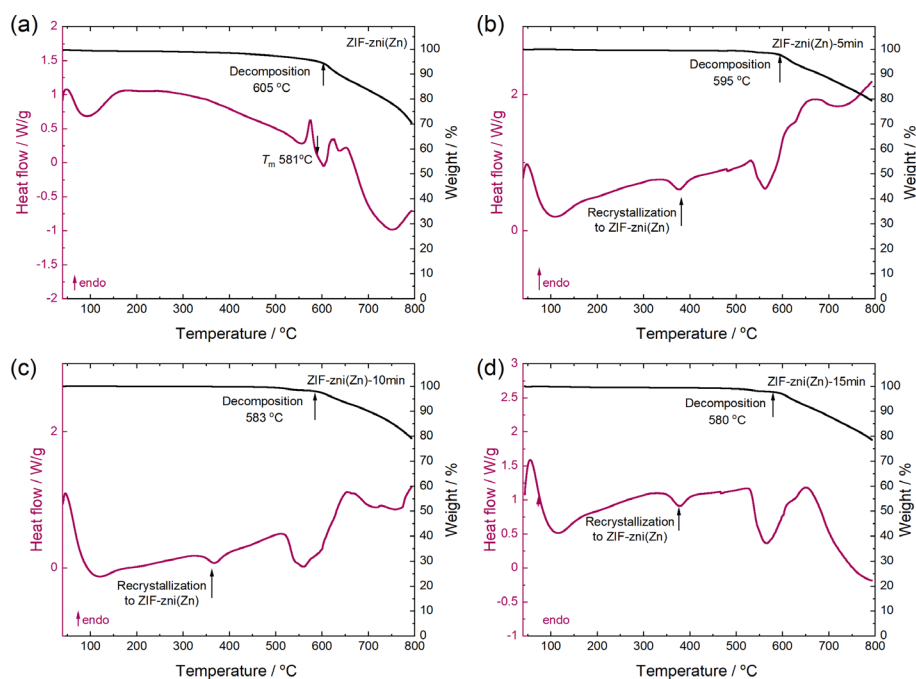 (a)
ZIF-zni(Zn)
Decomposition
605 °C
Tm 581°C
endo
Heat flow / W/g
2
1.5
1
0.5
0
-0.5
-1
-1.5
-2
Weight / %
100
90
80
70
60
50
40
30
20
10
0
100 200 300 400 500 600 700 800
Temperature / °C
(b)
ZIF-zni(Zn)-5min
Decomposition
595 °C
Recrystallization
to ZIF-zni(Zn)
endo
Heat flow / W/g
2
0
Weight / %
100
90
80
70
60
50
40
30
20
10
0
100 200 300 400 500 600 700 800
Temperature / °C
(c)
ZIF-zni(Zn)-10min
Decomposition
583 °C
Recrystallization
to ZIF-zni(Zn)
endo
Heat flow / W/g
2
0
Weight / %
100
90
80
70
60
50
40
30
20
10
0
100 200 300 400 500 600 700 800
Temperature / °C
(d)
ZIF-zni(Zn)-15min
Decomposition
580 °C
Recrystallization
to ZIF-zni(Zn)
endo
Heat flow / W/g
3
2.5
2
1.5
1
0.5
0
-0.5
-1
Weight / %
100
90
80
70
60
50
40
30
20
10
0
100 200 300 400 500 600 700 800
Temperature / °C